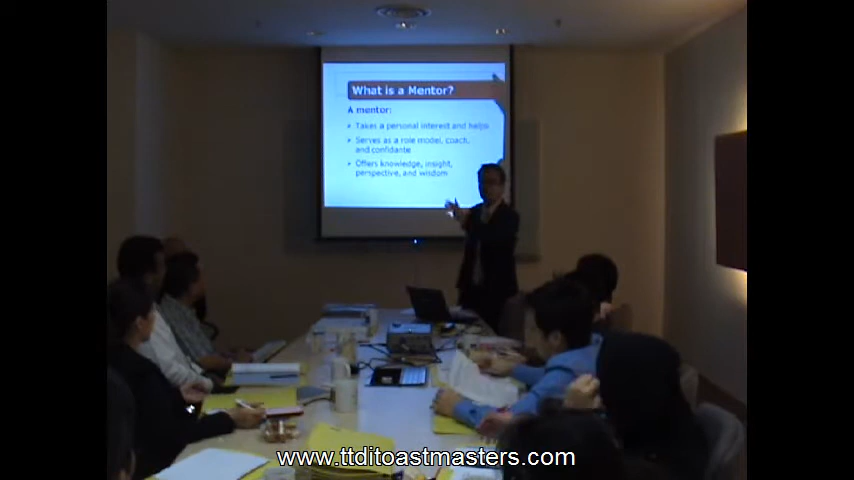 What is a Mentor?
A mentor:
Takes a personal interest and helps
Serves as a role model, coach,
and confidante
Offers knowledge, insight,
perspective, and wisdom
www.ttditoastmasters.com